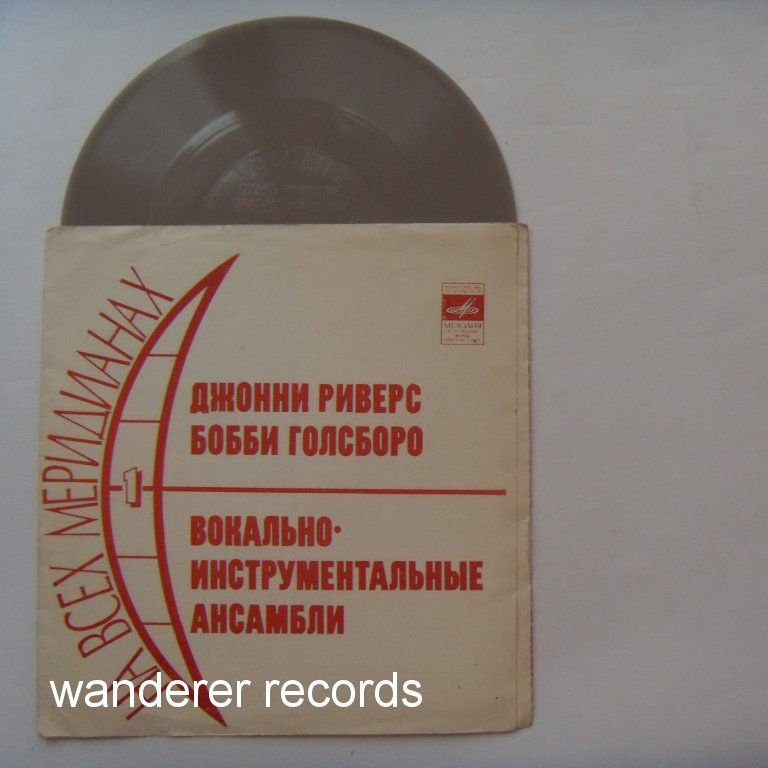 НА ВСЕХ МЕРИДИАНАХ
1
МЕЛОДИЯ
ДЖОННИ РИВЕРС
БОББИ ГОЛСБОРО
ВОКАЛЬНО-
ИНСТРУМЕНТАЛЬНЫЕ
АНСАМБЛИ
wanderer records